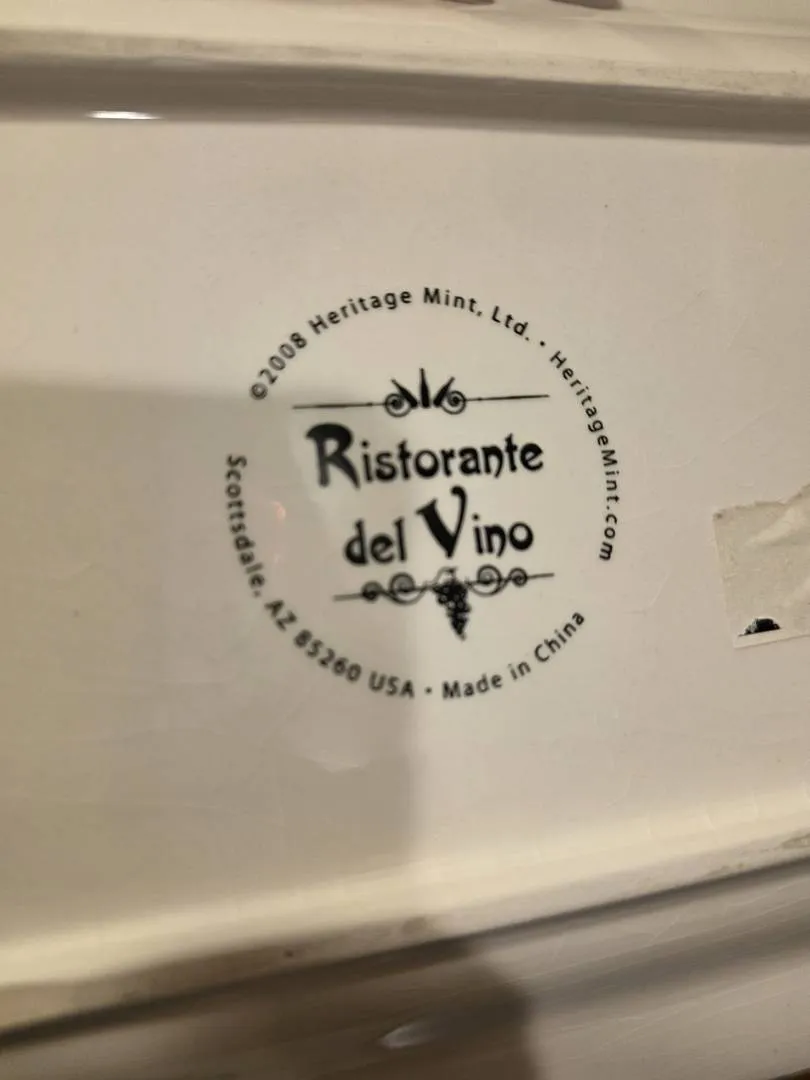 ©2008 Heritage Mint, Ltd. • HeritageMint.com
Ristorante
del Vino
Scottsdale, AZ 85260 USA • Made in China